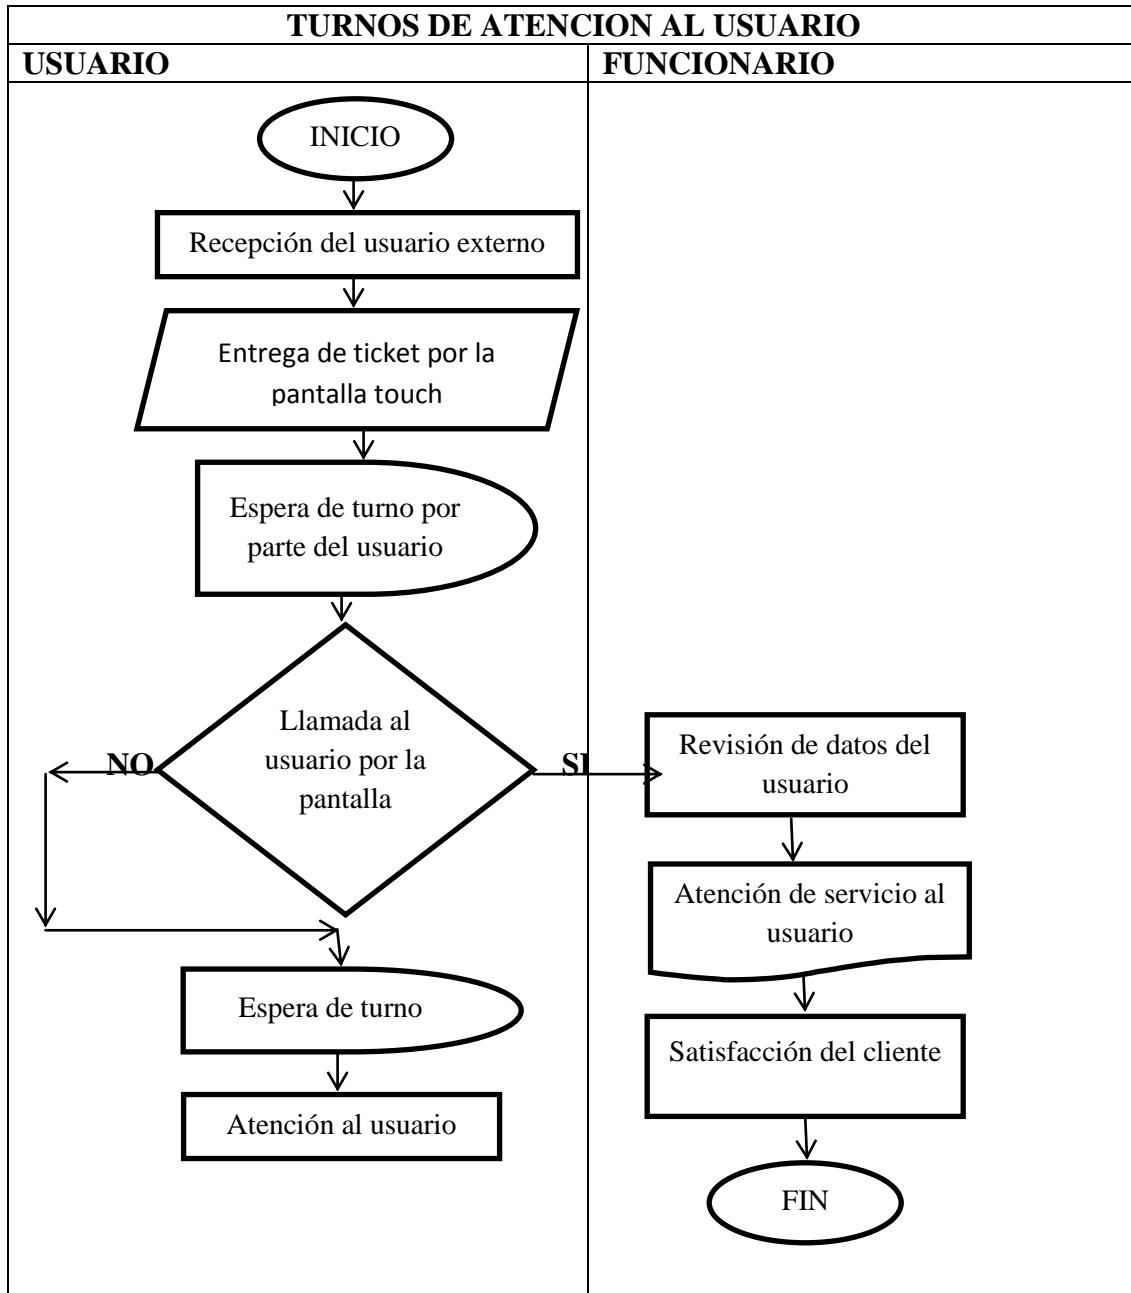 TURNOS DE ATENCION AL USUARIO
USUARIO
FUNCIONARIO
INICIO
Recepción del usuario externo
Entrega de ticket por la
pantalla touch
Espera de turno por
parte del usuario
Llamada al
usuario por la
pantalla
NO
SI
Revisión de datos del
usuario
Atención de servicio al
usuario
Espera de turno
Satisfacción del cliente
Atención al usuario
FIN